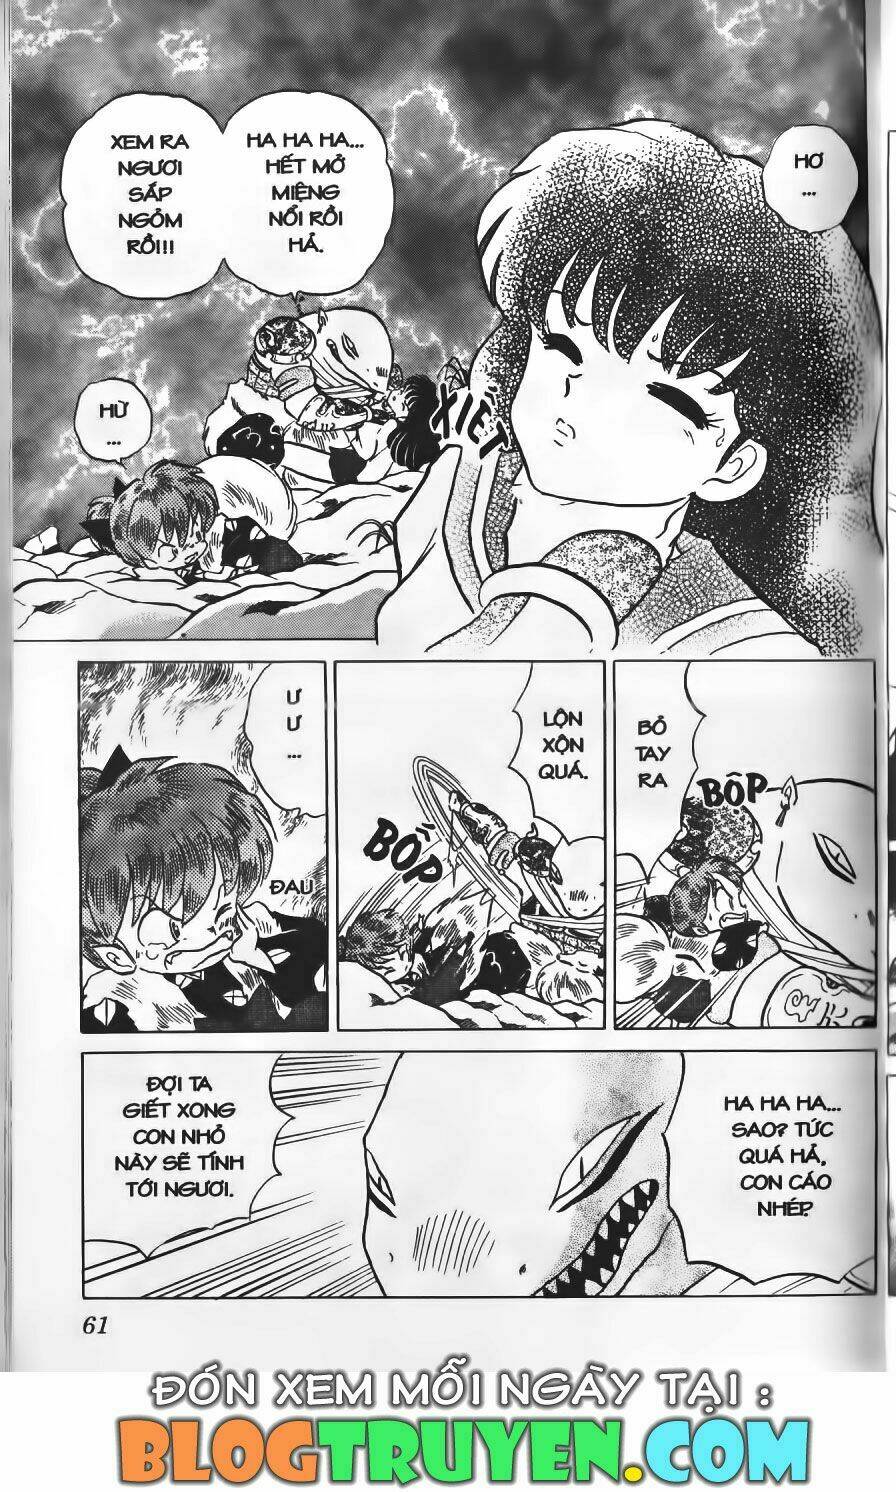 HƠ
...
HA HA HA...
HẾT MỞ
MIỆNG
NỔI RỒI
HẢ.
XEM RA
NGƯƠI
SẮP
NGỎM
RỒI!!!
XIẾT
HỪ
...
BỎ
TAY
RA
BỘP
LỘN
XỘN
QUÁ.
BỐP
Ư
Ư
...
ĐAU
HA HA HA...
SAO? TỨC
QUÁ HẢ,
CON CÁO
NHÉP?
ĐỢI TA
GIẾT XONG
CON NHỎ
NÀY SẼ TÍNH
TỚI NGƯƠI.
61
ĐÓN XEM MỖI NGÀY TẠI :
BLOGTRUYEN.COM